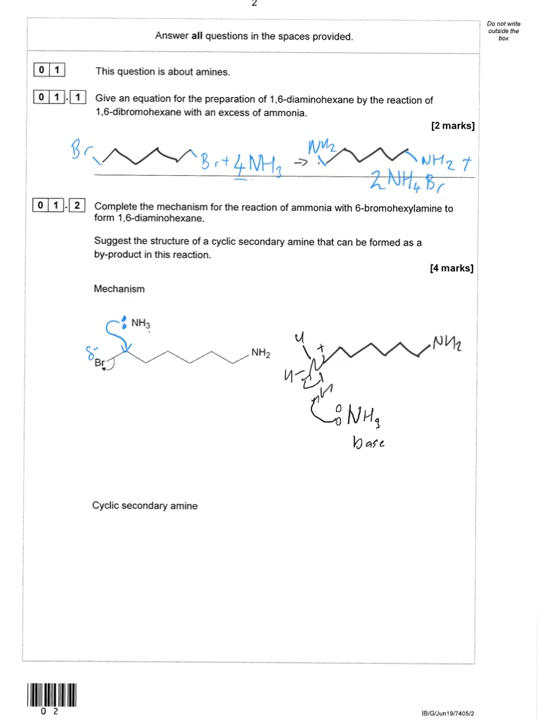 2
Do not write
outside the
box
Answer all questions in the spaces provided.
0 1 This question is about amines.
0 1 . 1 Give an equation for the preparation of 1,6-diaminohexane by the reaction of
1,6-dibromohexane with an excess of ammonia.
[2 marks]
Br Br + 4NH3 → NH2 NH2 +
2NH4Br
0 1 . 2 Complete the mechanism for the reaction of ammonia with 6-bromohexylamine to
form 1,6-diaminohexane.
Suggest the structure of a cyclic secondary amine that can be formed as a
by-product in this reaction.
[4 marks]
Mechanism
NH3
δ-
Br
NH2
H
+
NH2
H-N
H
NH3
base
Cyclic secondary amine
0 2
IB/G/Jun19/7405/2